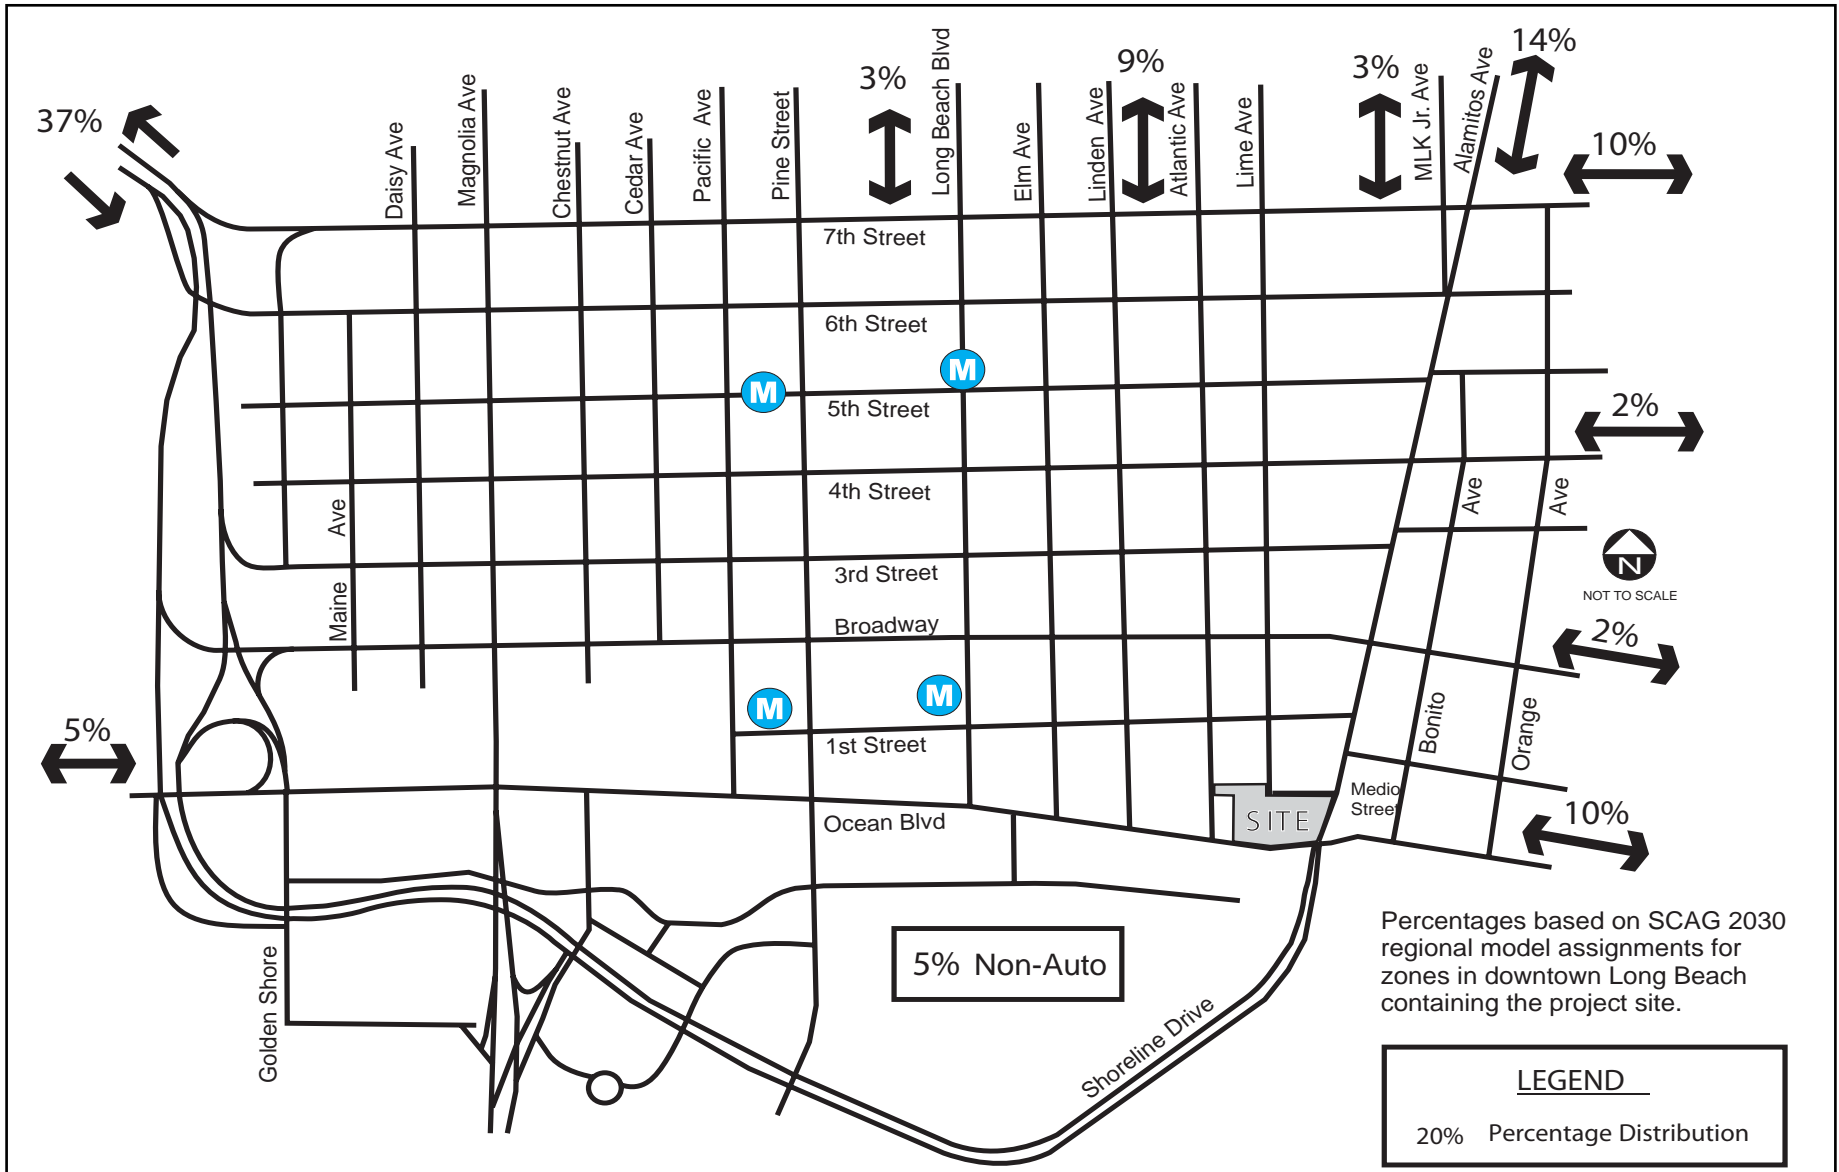 37%
3%
9%
3%
14%
10%
Daisy Ave
Magnolia Ave
Chestnut Ave
Cedar Ave
Pacific Ave
Pine Street
Long Beach Blvd
Elm Ave
Linden Ave
Atlantic Ave
Lime Ave
MLK Jr. Ave
Alamitos Ave
7th Street
6th Street
M
M
5th Street
2%
4th Street
Maine Ave
Bonito Ave
Orange Ave
N
NOT TO SCALE
3rd Street
Broadway
2%
M
M
5%
1st Street
Medio
Street
SITE
Ocean Blvd
10%
Golden Shore
5% Non-Auto
Shoreline Drive
Percentages based on SCAG 2030
regional model assignments for
zones in downtown Long Beach
containing the project site.
LEGEND
20% Percentage Distribution